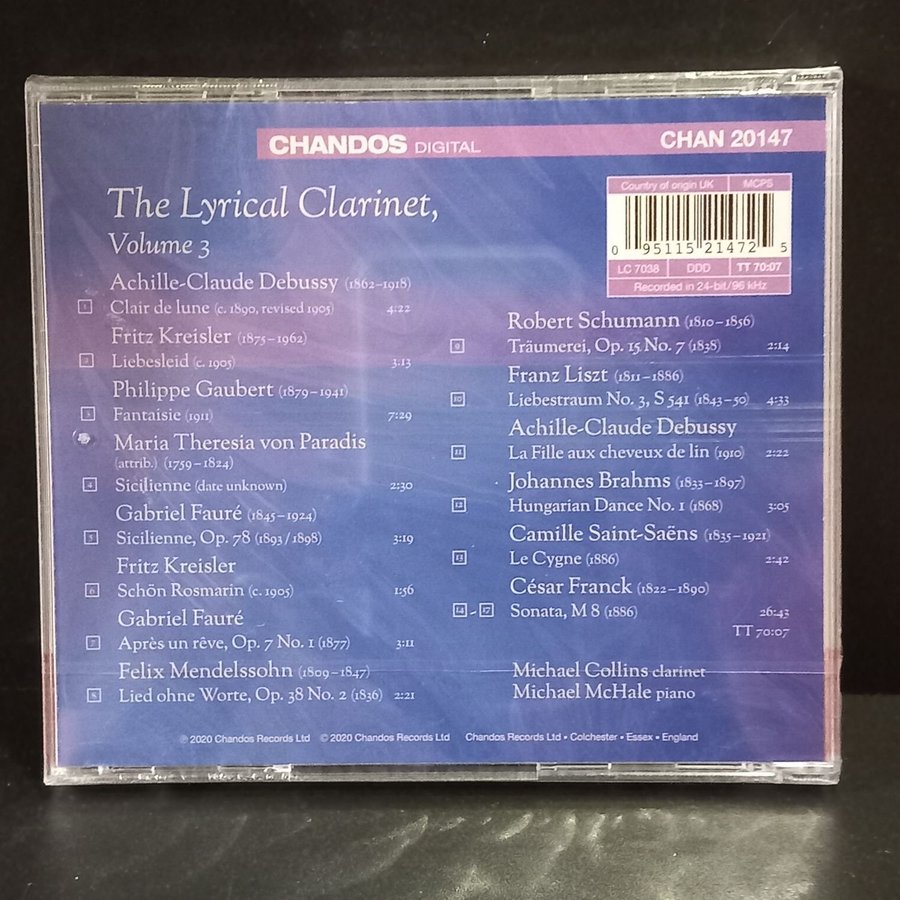 CHANDOS DIGITAL
CHAN 20147
The Lyrical Clarinet,
Volume 3
Country of origin UK
MCPS
0 95115 21472 5
LC 7038
DDD
TT 70:07
Recorded in 24-bit/96 kHz
Achille-Claude Debussy (1862–1918)
1 Clair de lune (c. 1890, revised 1905) 4:22
Fritz Kreisler (1875–1962)
2 Liebesleid (c. 1905) 3:13
Philippe Gaubert (1879–1941)
3 Fantaisie (1911) 7:29
Maria Theresia von Paradis
(attrib.) (1759–1824)
4 Sicilienne (date unknown) 2:30
Gabriel Fauré (1845–1924)
5 Sicilienne, Op. 78 (1893/1898) 3:19
Fritz Kreisler
6 Schön Rosmarin (c. 1905) 1:56
Gabriel Fauré
7 Après un rêve, Op. 7 No. 1 (1877) 3:11
Felix Mendelssohn (1809–1847)
8 Lied ohne Worte, Op. 38 No. 2 (1836) 2:21
Robert Schumann (1810–1856)
9 Träumerei, Op. 15 No. 7 (1838) 2:14
Franz Liszt (1811–1886)
10 Liebestraum No. 3, S 541 (1843–50) 4:33
Achille-Claude Debussy
11 La Fille aux cheveux de lin (1910) 2:22
Johannes Brahms (1833–1897)
12 Hungarian Dance No. 1 (1868) 3:05
Camille Saint-Saëns (1835–1921)
13 Le Cygne (1886) 2:42
César Franck (1822–1890)
14 - 17 Sonata, M 8 (1886) 26:43
TT 70:07
Michael Collins clarinet
Michael McHale piano
℗ 2020 Chandos Records Ltd © 2020 Chandos Records Ltd Chandos Records Ltd • Colchester • Essex • England